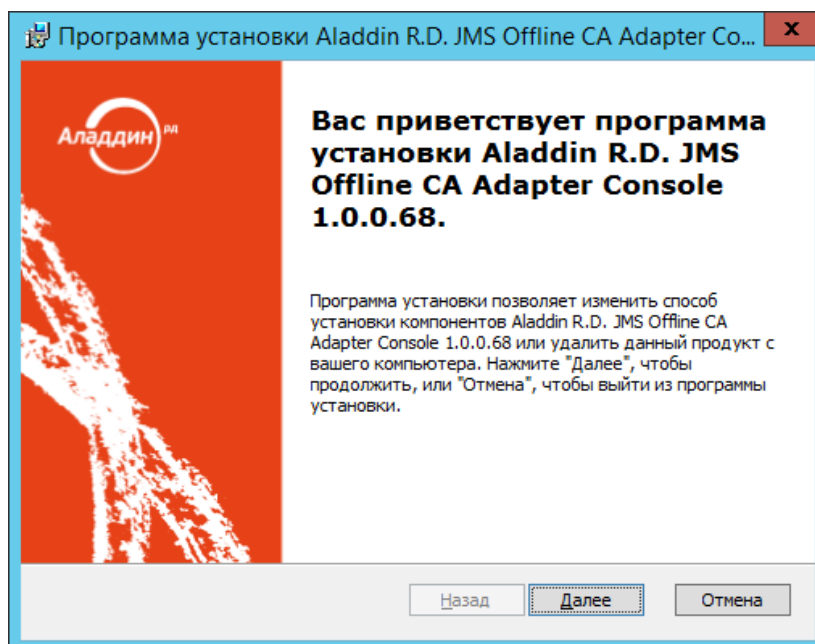 Программа установки Aladdin R.D. JMS Offline CA Adapter Co...
x
Аладдин РД
Вас приветствует программа
установки Aladdin R.D. JMS
Offline CA Adapter Console
1.0.0.68.
Программа установки позволяет изменить способ
установки компонентов Aladdin R.D. JMS Offline CA
Adapter Console 1.0.0.68 или удалить данный продукт с
вашего компьютера. Нажмите "Далее", чтобы
продолжить, или "Отмена", чтобы выйти из программы
установки.
Назад Далее Отмена